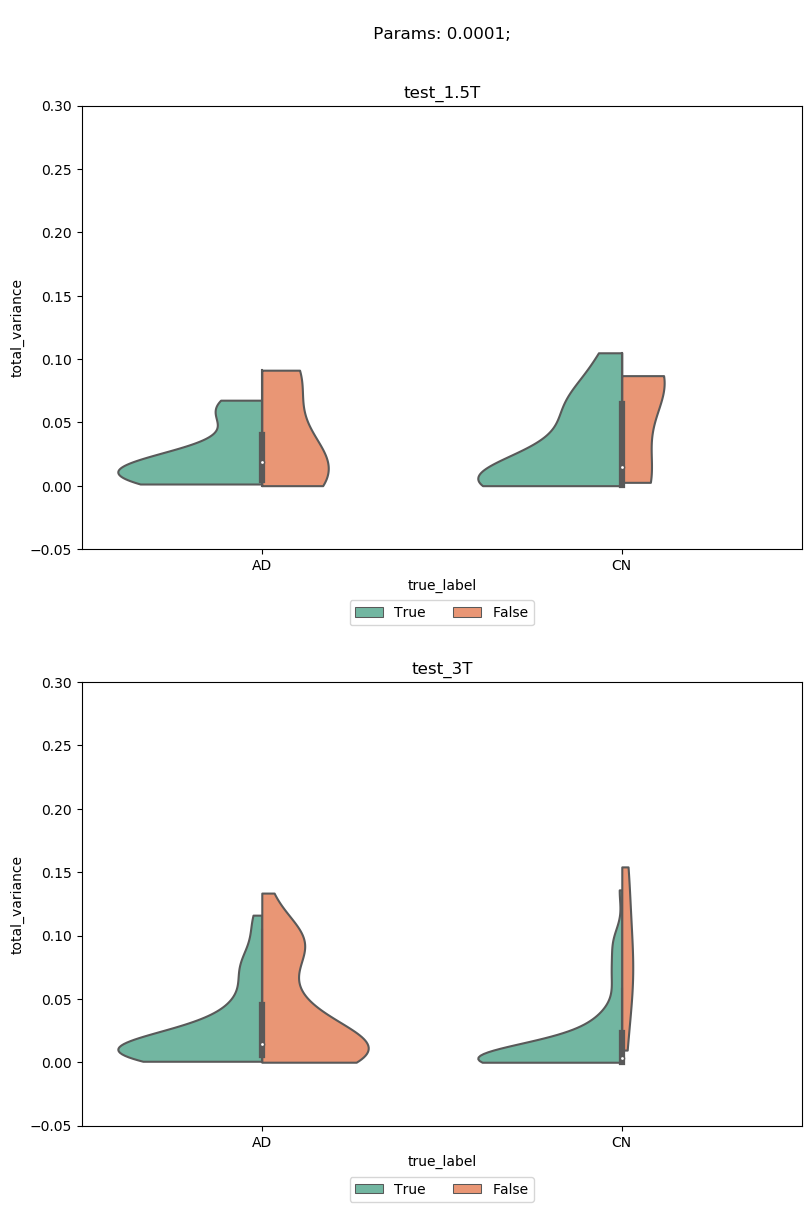 Params: 0.0001;
test_1.5T
0.30
0.25
0.20
0.15
0.10
0.05
0.00
−0.05
total_variance
AD CN
true_label
True False
test_3T
0.30
0.25
0.20
0.15
0.10
0.05
0.00
−0.05
total_variance
AD CN
true_label
True False